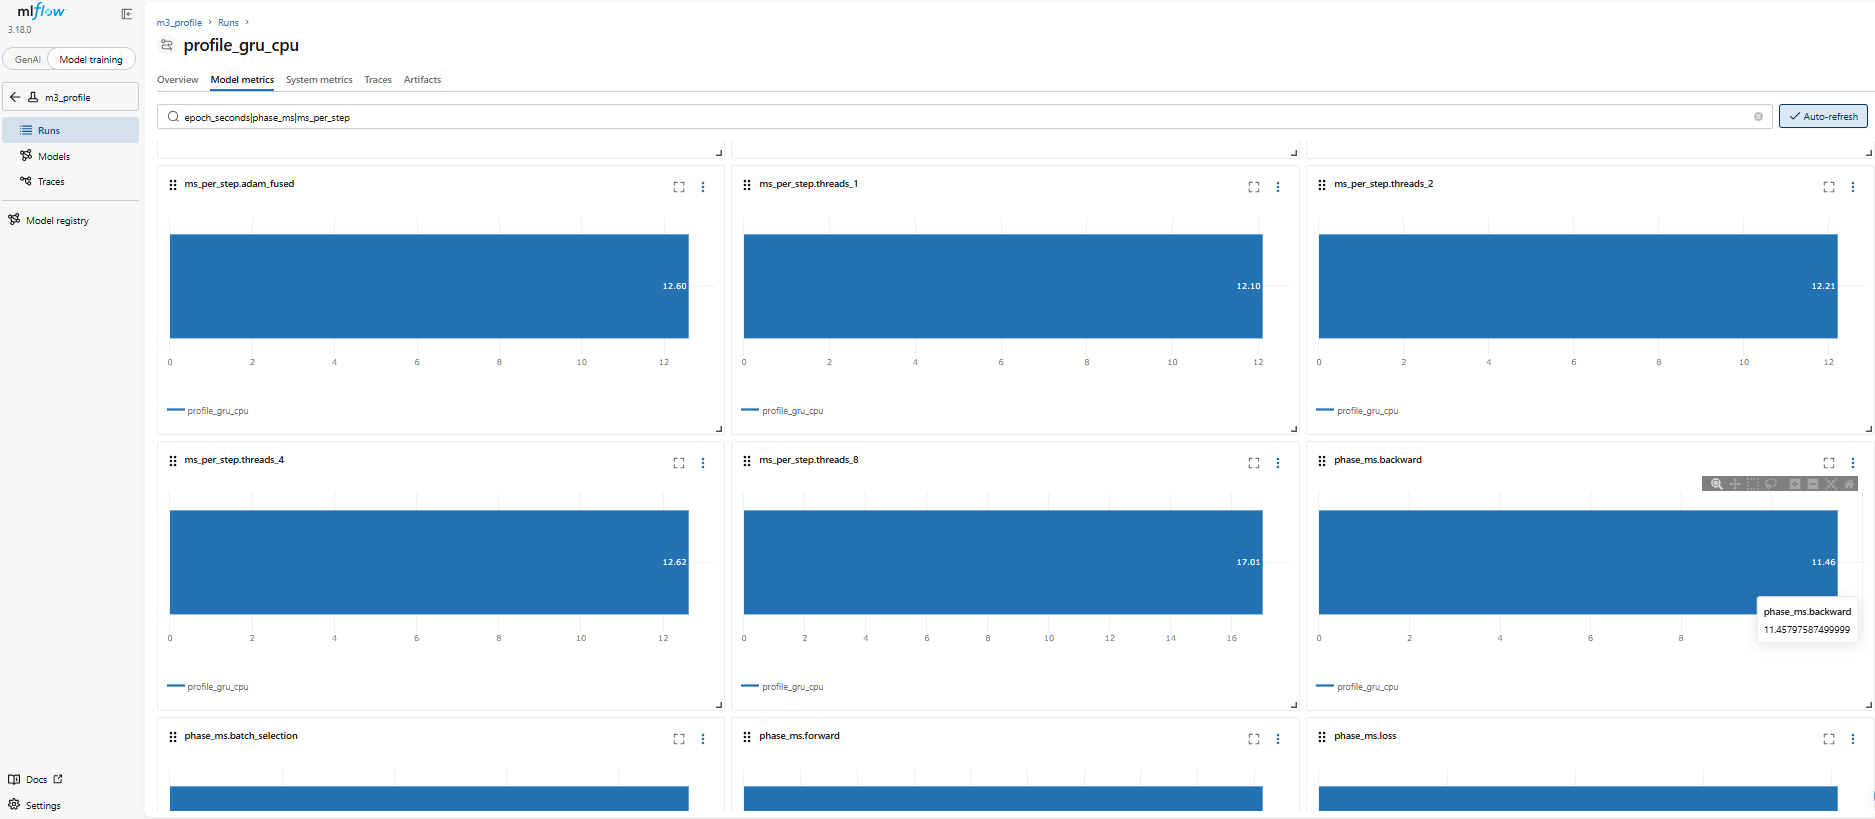 mlflow
3.18.0
GenAI
Model training
m3_profile
Runs
Models
Traces
Model registry
Docs
Settings
m3_profile > Runs >
profile_gru_cpu
Overview Model metrics System metrics Traces Artifacts
epoch_seconds|phase_ms|ms_per_step
Auto-refresh
ms_per_step.adam_fused
12.60
0 2 4 6 8 10 12
profile_gru_cpu
ms_per_step.threads_1
12.10
0 2 4 6 8 10 12
profile_gru_cpu
ms_per_step.threads_2
12.21
0 2 4 6 8 10 12
profile_gru_cpu
ms_per_step.threads_4
12.62
0 2 4 6 8 10 12
profile_gru_cpu
ms_per_step.threads_8
17.01
0 2 4 6 8 10 12 14 16
profile_gru_cpu
phase_ms.backward
11.46
phase_ms.backward
11.45797587499999
0 2 4 6 8
profile_gru_cpu
phase_ms.batch_selection
phase_ms.forward
phase_ms.loss